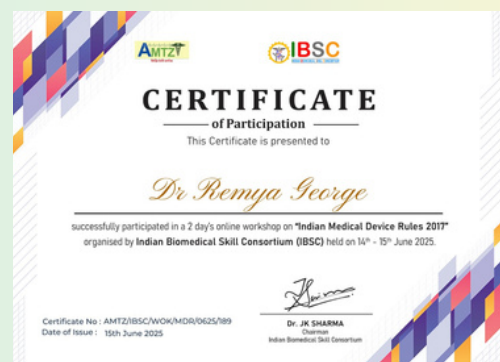 AMTZ
IBSC
CERTIFICATE
of Participation
This Certificate is presented to
Dr Remya George
successfully participated in a 2 day's online workshop on "Indian Medical Device Rules 2017"
organised by Indian Biomedical Skill Consortium (IBSC) held on 14th - 15th June 2025.
Certificate No : AMTZ/IBSC/WOK/MDR/0625/189
Date of Issue : 15th June 2025
Dr. JK SHARMA
Chairman
Indian Biomedical Skill Consortium